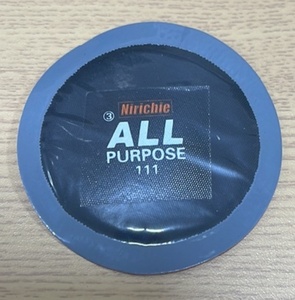 Nirichie
③ ALL
PURPOSE
111